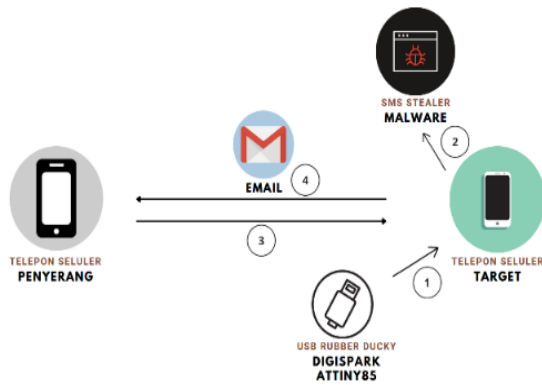 SMS STEALER
MALWARE
2
EMAIL
4
3
TELEPON SELULER
PENYERANG
TELEPON SELULER
TARGET
1
USB RUBBER DUCKY
DIGISPARK
ATTINY85